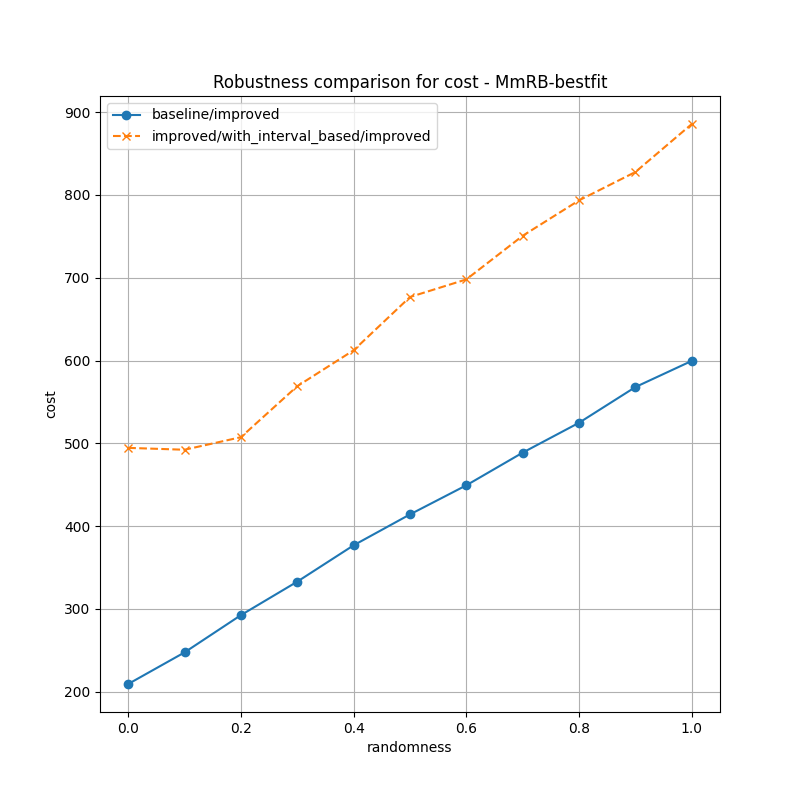 Robustness comparison for cost - MmRB-bestfit
baseline/improved
improved/with_interval_based/improved
900
800
700
600
500
400
300
200
cost
0.0 0.2 0.4 0.6 0.8 1.0
randomness